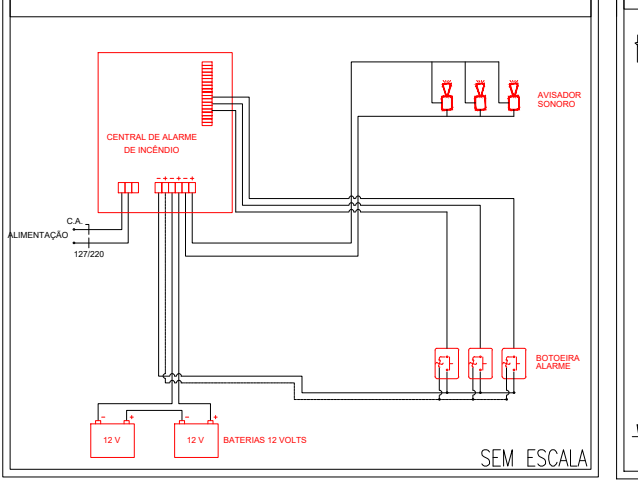 AVISADOR
SONORO
CENTRAL DE ALARME
DE INCÊNDIO
- + - + - +
C.A.
ALIMENTAÇÃO
127/220
BOTOEIRA
ALARME
- + - +
12 V
12 V
BATERIAS 12 VOLTS
SEM ESCALA